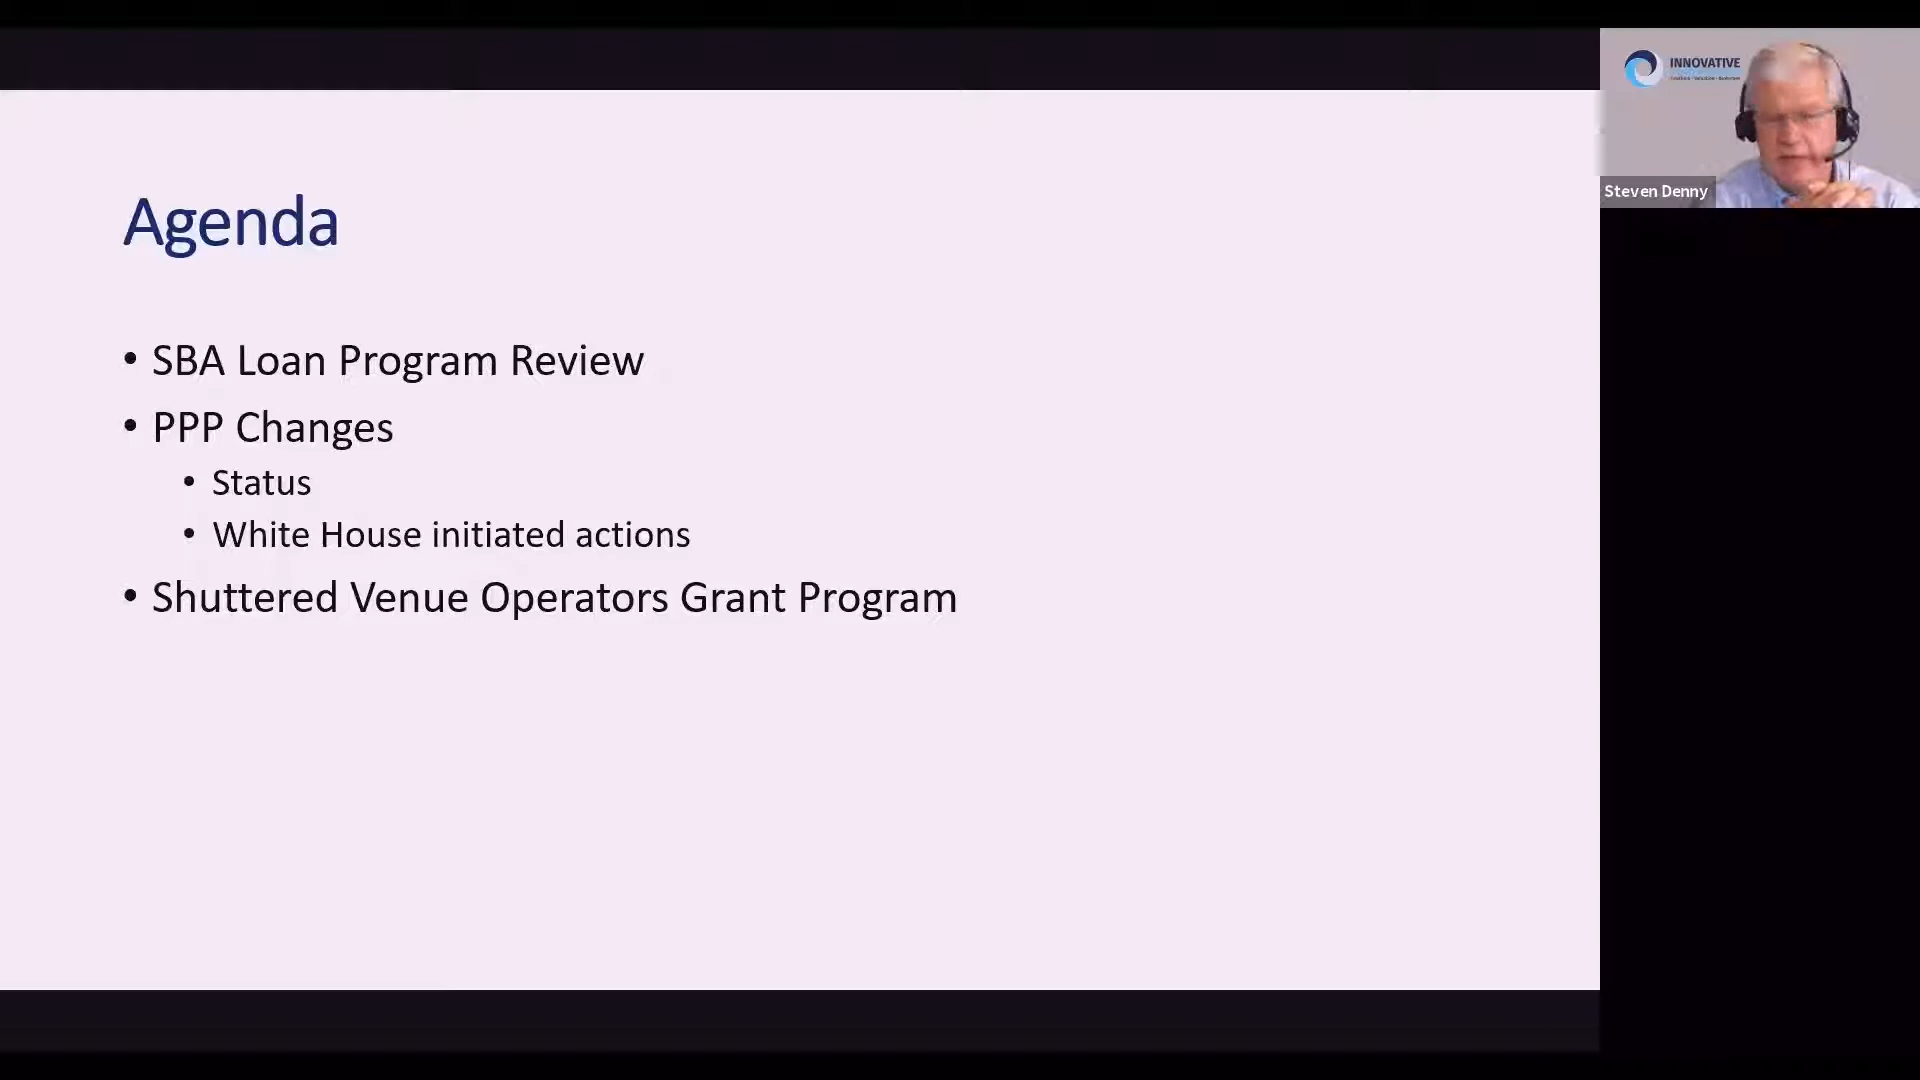 Agenda
• SBA Loan Program Review
• PPP Changes
• Status
• White House initiated actions
• Shuttered Venue Operators Grant Program
INNOVATIVE
Steven Denny